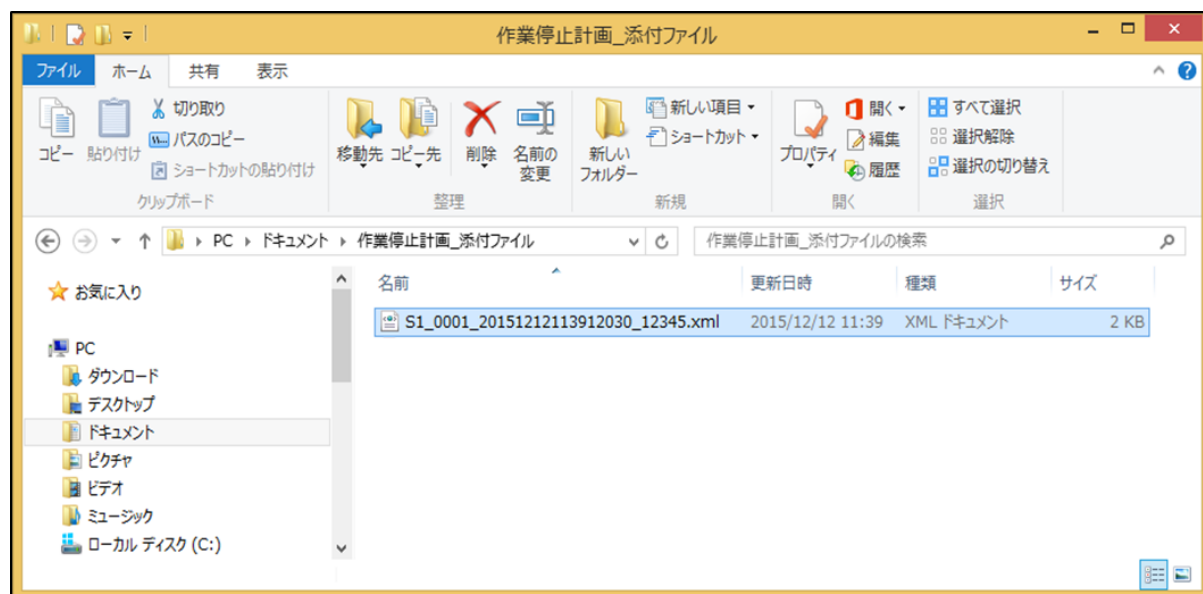 作業停止計画_添付ファイル
ファイル ホーム 共有 表示
コピー 貼り付け 切り取り
パスのコピー
ショートカットの貼り付け
クリップボード
移動先 コピー先 削除 名前の変更
整理
新しいフォルダー 新しい項目
ショートカット
新規
プロパティ 開く
編集
履歴
開く
すべて選択
選択解除
選択の切り替え
選択
PC ドキュメント 作業停止計画_添付ファイル
作業停止計画_添付ファイルの検索
お気に入り
PC
ダウンロード
デスクトップ
ドキュメント
ピクチャ
ビデオ
ミュージック
ローカル ディスク (C:)
名前 更新日時 種類 サイズ
S1_0001_20151212113912030_12345.xml 2015/12/12 11:39 XML ドキュメント 2 KB